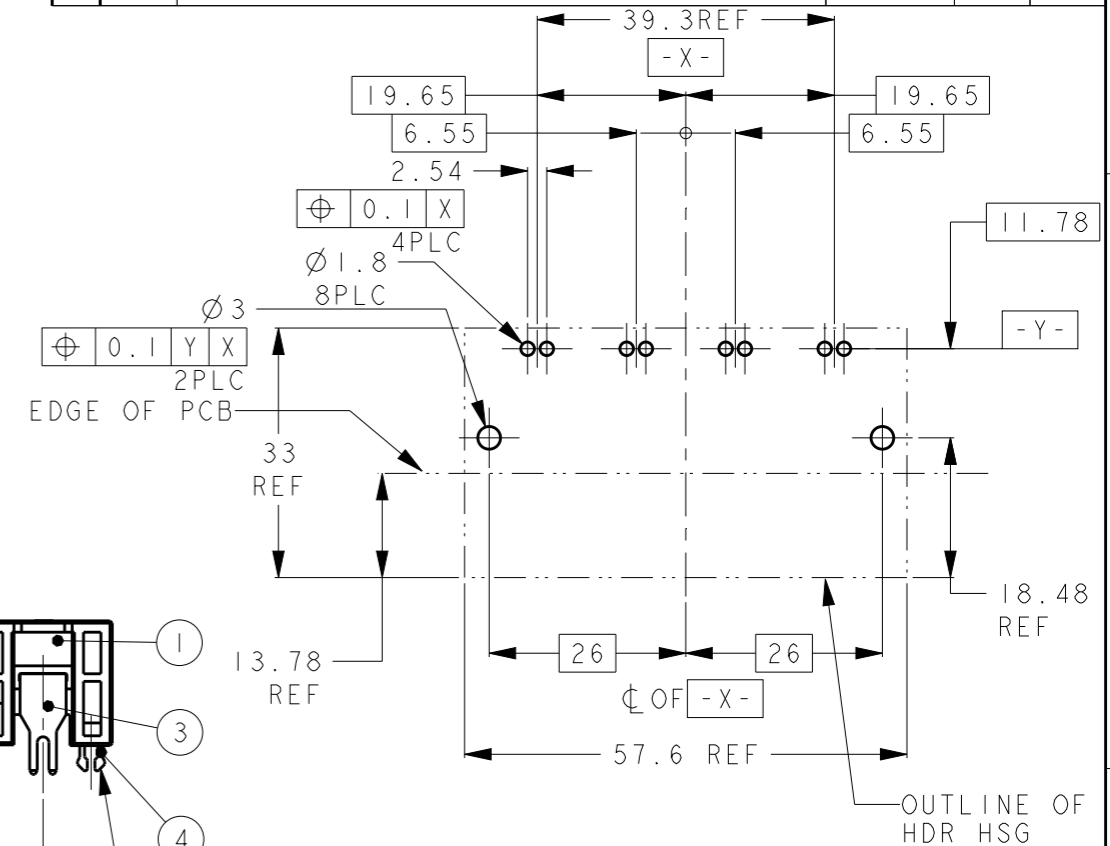 39.3REF
-X-
19.65
19.65
6.55
6.55
2.54
⌖ 0.1 X
4PLC
11.78
Ø1.8
8PLC
Ø3
⌖ 0.1 Y X
2PLC
-Y-
EDGE OF PCB
33
REF
18.48
REF
13.78
REF
26
26
℄ OF -X-
57.6 REF
OUTLINE OF
HDR HSG
1
3
4